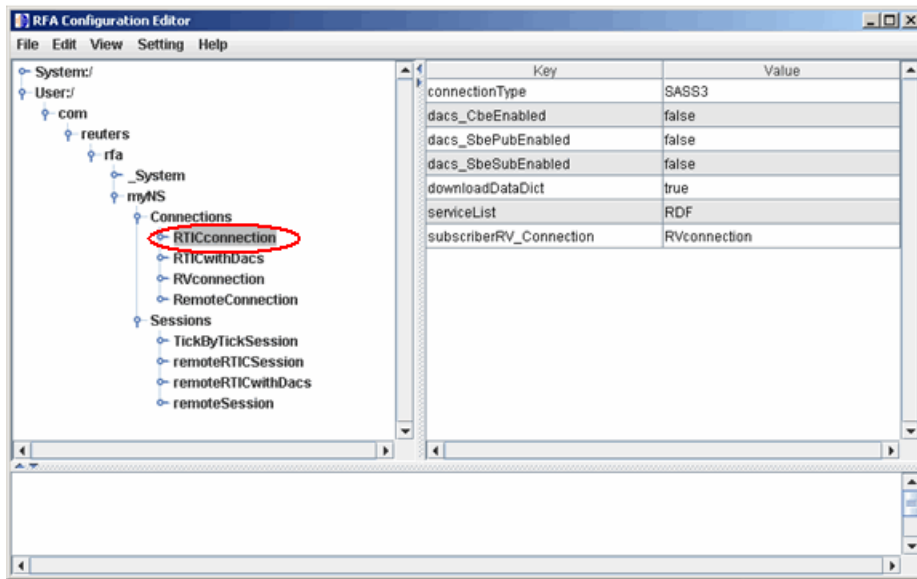 RFA Configuration Editor
File Edit View Setting Help
System:/
User:/
com
reuters
rfa
_System
myNS
Connections
RTICconnection
RTICwithDacs
RVconnection
RemoteConnection
Sessions
TickByTickSession
remoteRTICSession
remoteRTICwithDacs
remoteSession
Key Value
connectionType SASS3
dacs_CbeEnabled false
dacs_SbePubEnabled false
dacs_SbeSubEnabled false
downloadDataDict true
serviceList RDF
subscriberRV_Connection RVconnection